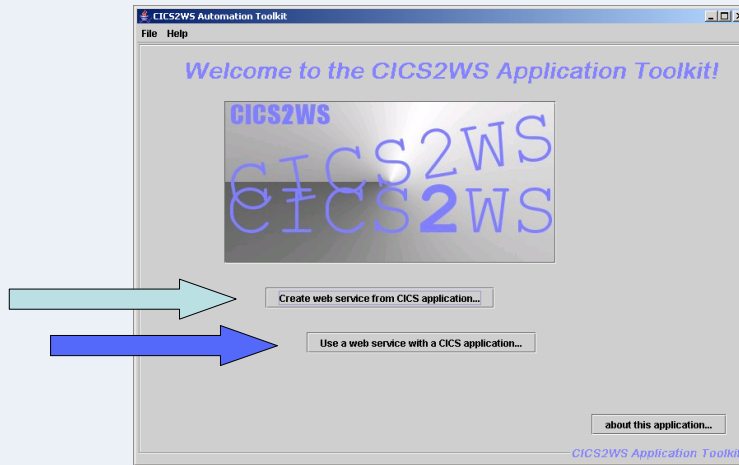 CICS2WS Automation Toolkit
File Help
Welcome to the CICS2WS Application Toolkit!
CICS2WS
CICS2WS
CICS2WS
Create web service from CICS application...
Use a web service with a CICS application...
about this application...
CICS2WS Application Toolkit